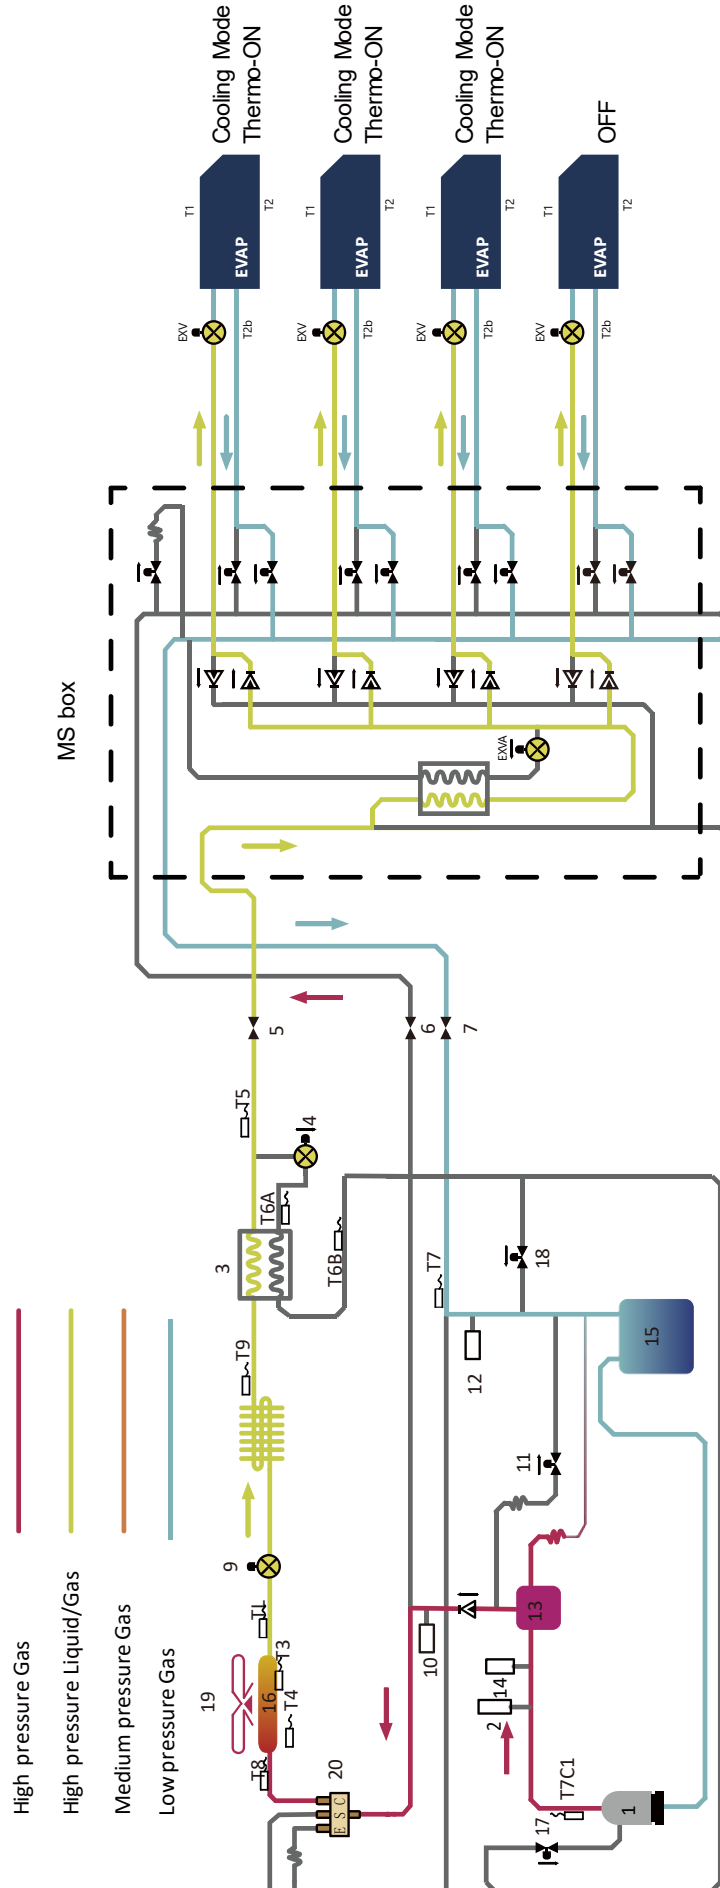 Cooling Mode
Thermo-ON
Cooling Mode
Thermo-ON
Cooling Mode
Thermo-ON
OFF
T1
EVAP
T2
T1
EVAP
T2
T1
EVAP
T2
T1
EVAP
T2
EXV
T2b
EXV
T2b
EXV
T2b
EXV
T2b
MS box
EXVA
5
6
7
T5
4
T6A
3
T6B
T7
18
12
15
T9
11
9
TL
T3
16
T4
19
T8
20
E S C
10
13
14
2
T7C1
17
1
High pressure Gas
High pressure Liquid/Gas
Medium pressure Gas
Low pressure Gas